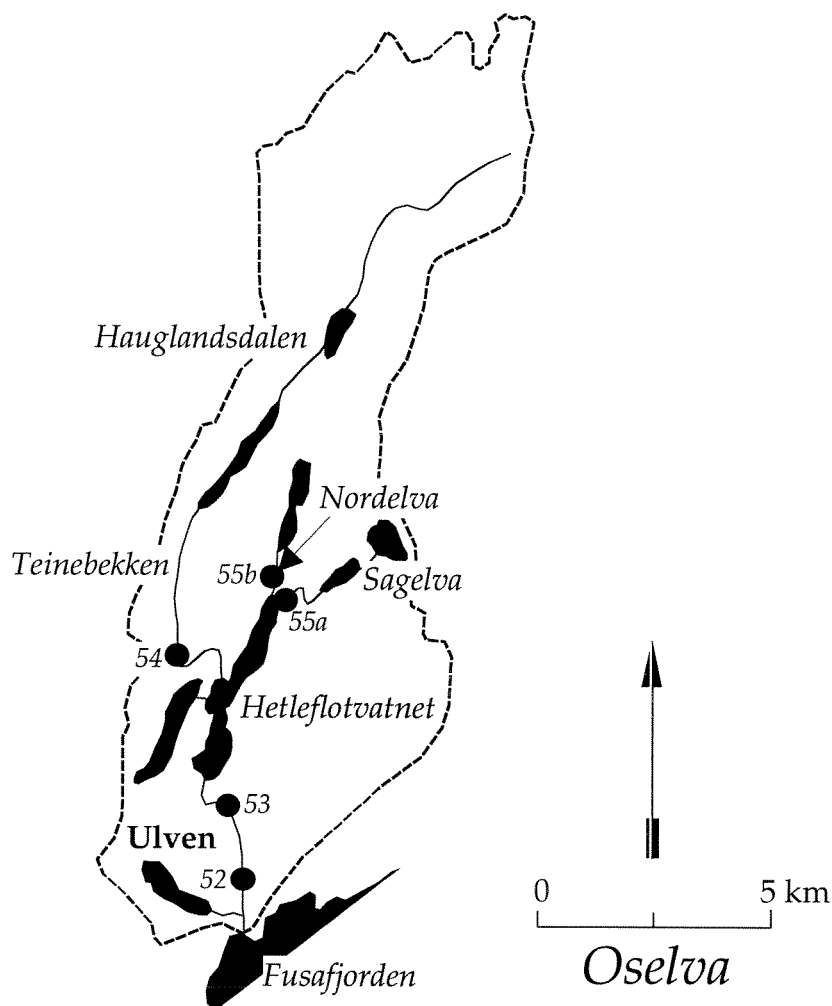 Hauglandsdalen
Nordelva
Teinebekken
55b
Sagelva
55a
54
Hetleflotvatnet
53
Ulven
52
0 5 km
Fusafjorden
Oselva